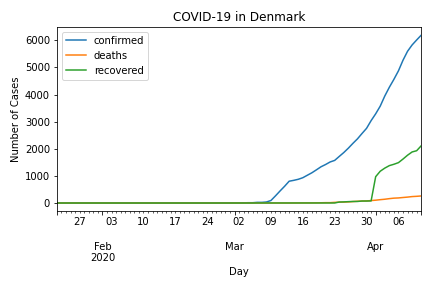 COVID-19 in Denmark
confirmed
deaths
recovered
Number of Cases
6000
5000
4000
3000
2000
1000
0
27 03 10 17 24 02 09 16 23 30 06
Feb Mar Apr
2020
Day